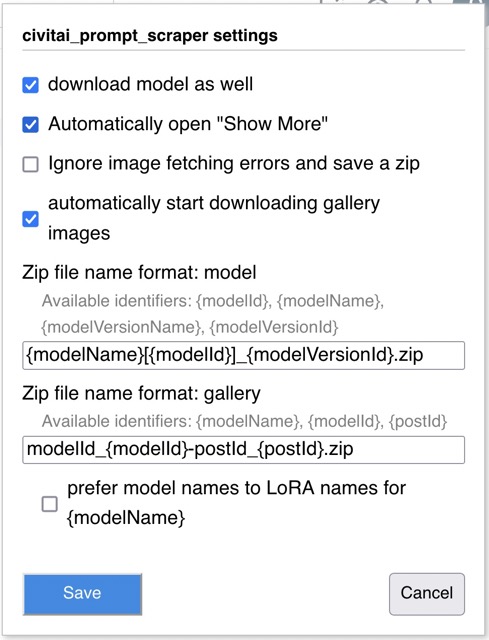 civitai_prompt_scraper settings
download model as well
Automatically open "Show More"
Ignore image fetching errors and save a zip
automatically start downloading gallery
images
Zip file name format: model
Available identifiers: {modelId}, {modelName},
{modelVersionName}, {modelVersionId}
{modelName}[{modelId}]_{modelVersionId}.zip
Zip file name format: gallery
Available identifiers: {modelName}, {modelId}, {postId}
modelId_{modelId}-postId_{postId}.zip
prefer model names to LoRA names for
{modelName}
Save
Cancel